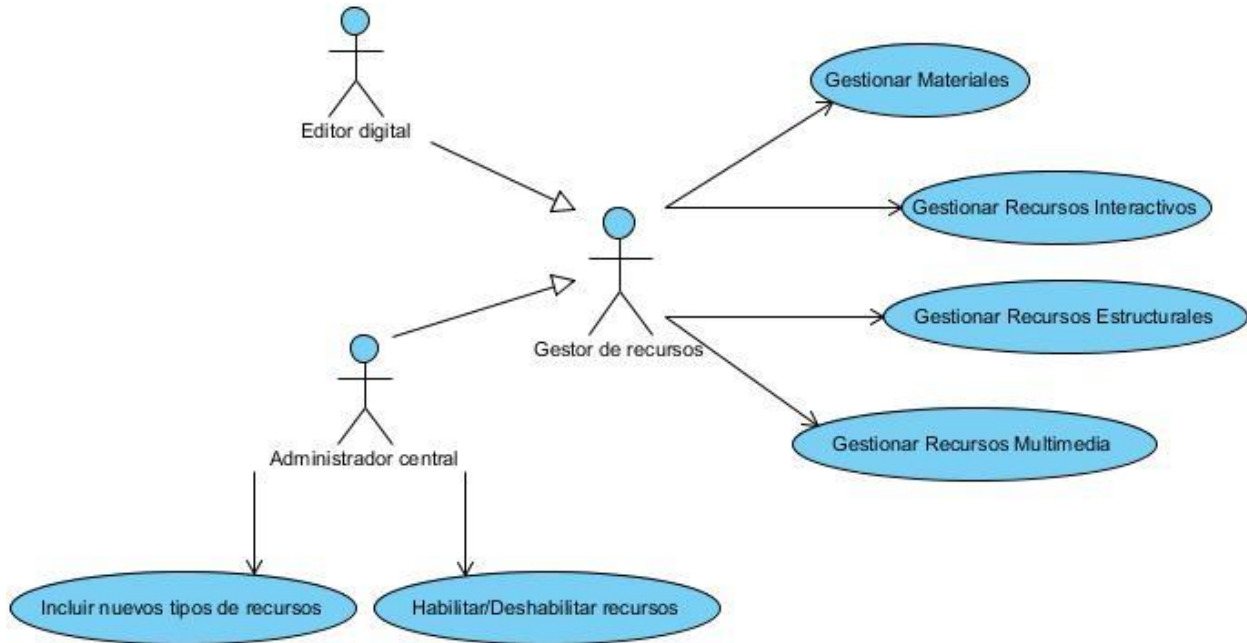 Editor digital
Gestionar Materiales
Gestionar Recursos Interactivos
Gestionar Recursos Estructurales
Gestor de recursos
Gestionar Recursos Multimedia
Administrador central
Incluir nuevos tipos de recursos
Habilitar/Deshabilitar recursos